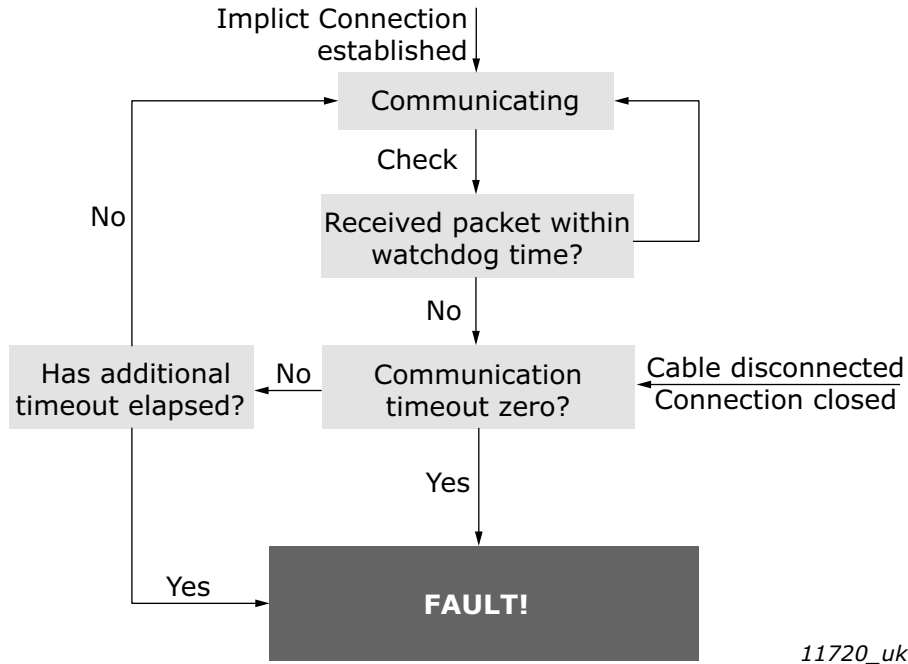 Implict Connection
established
Communicating
Check
No
Received packet within
watchdog time?
No
Has additional
timeout elapsed?
No
Communication
timeout zero?
Cable disconnected
Connection closed
Yes
Yes
FAULT!
11720_uk